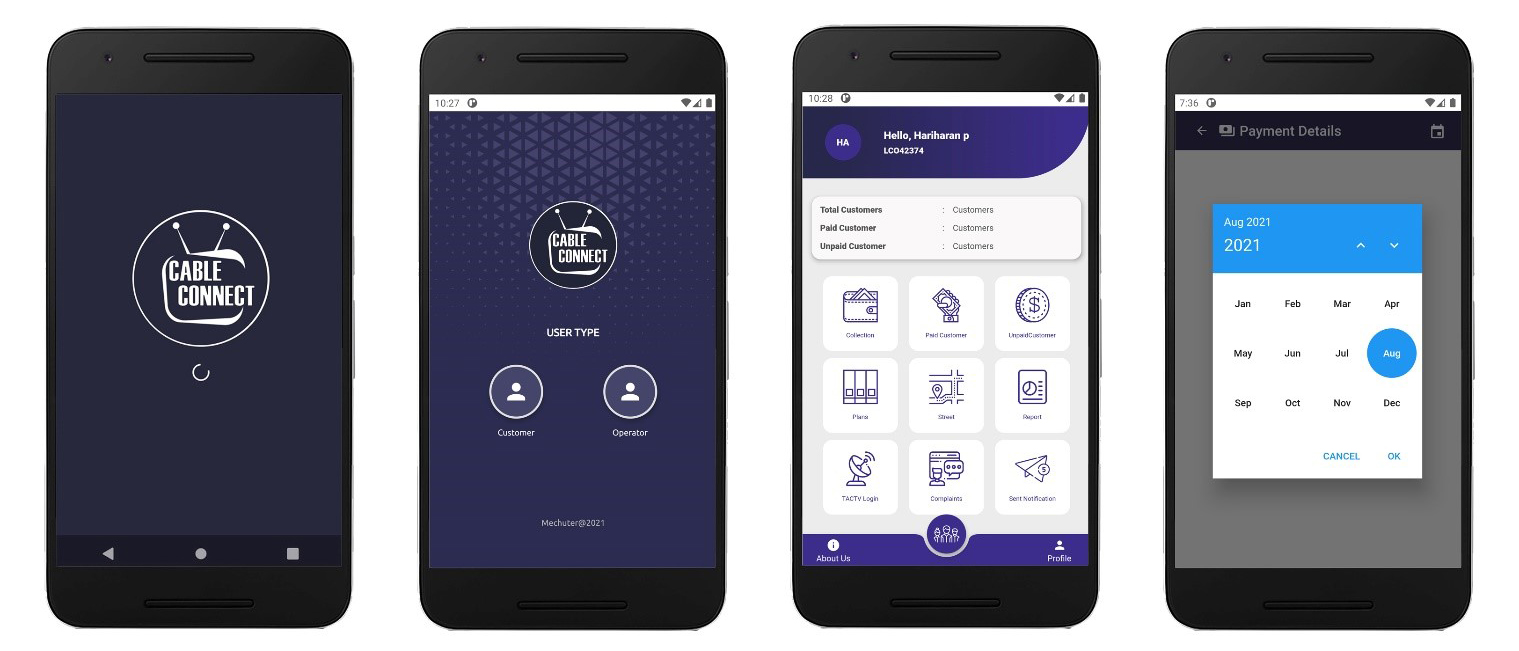 CABLE
CONNECT
10:27
CABLE
CONNECT
USER TYPE
Customer
Operator
Mechuter@2021
10:28
HA
Hello, Hariharan p
LCO42374
Total Customers : Customers
Paid Customer : Customers
Unpaid Customer : Customers
Collection
Paid Customer
UnpaidCustomer
Plans
Street
Report
TACTV Login
Complaints
Sent Notification
About Us
Profile
7:36
Payment Details
Aug 2021
2021
Jan Feb Mar Apr
May Jun Jul Aug
Sep Oct Nov Dec
CANCEL OK